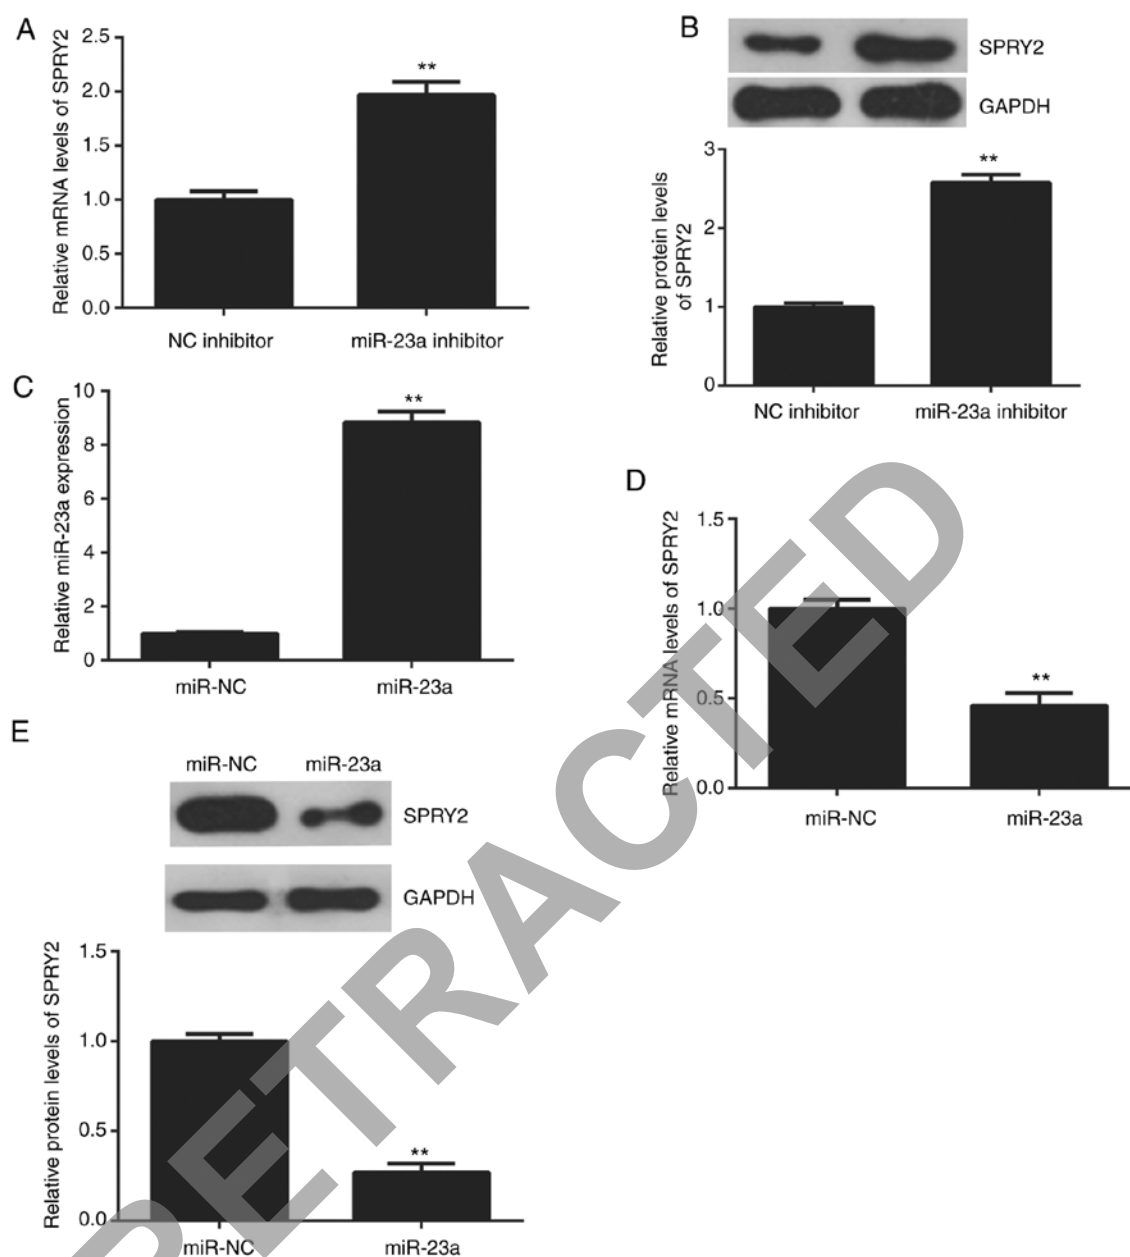 A
Relative mRNA levels of SPRY2
2.5
2.0
1.5
1.0
0.5
0.0
**
NC inhibitor miR-23a inhibitor
B
SPRY2
GAPDH
Relative protein levels
of SPRY2
3
2
1
0
**
NC inhibitor miR-23a inhibitor
C
Relative miR-23a expression
10
8
6
4
2
0
**
miR-NC miR-23a
D
Relative mRNA levels of SPRY2
1.5
1.0
0.5
0.0
**
miR-NC miR-23a
E
miR-NC miR-23a
SPRY2
GAPDH
Relative protein levels of SPRY2
1.5
1.0
0.5
0.0
**
miR-NC miR-23a
RETRACTED